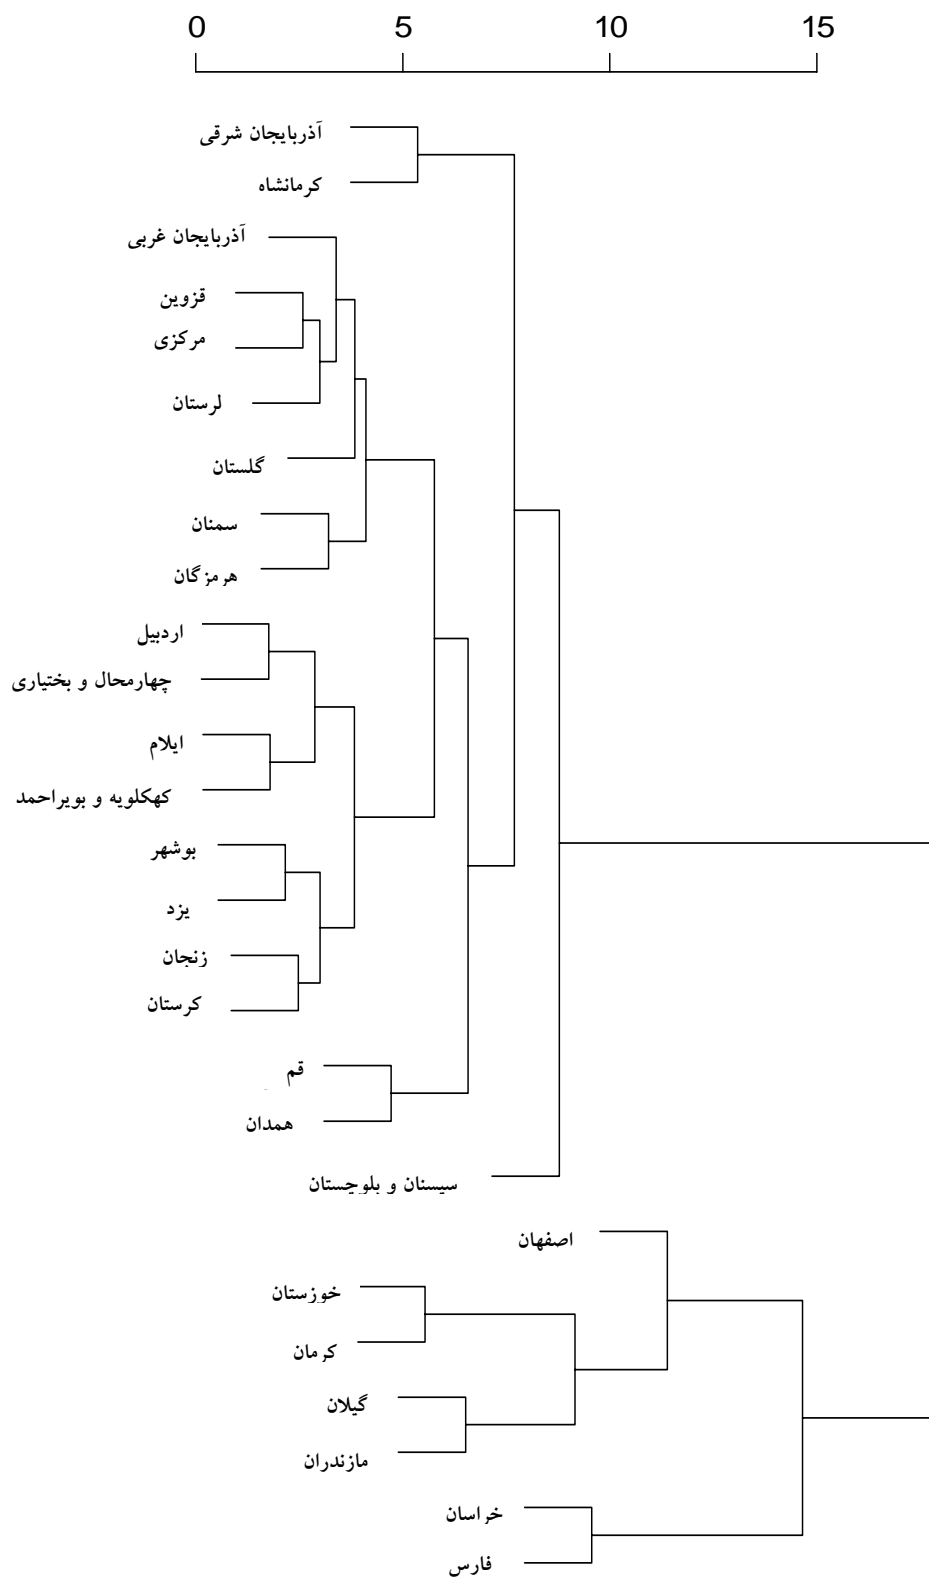 0 5 10 15
آذربایجان شرقی
کرمانشاه
آذربایجان غربی
قزوین
مرکزی
لرستان
گلستان
سمنان
هرمزگان
اردبیل
چهارمحال و بختیاری
ایلام
کهکلویه و بویراحمد
بوشهر
یزد
زنجان
کرستان
قم
همدان
سیسنان و بلوچستان
اصفهان
خوزستان
کرمان
گیلان
مازندران
خراسان
فارس